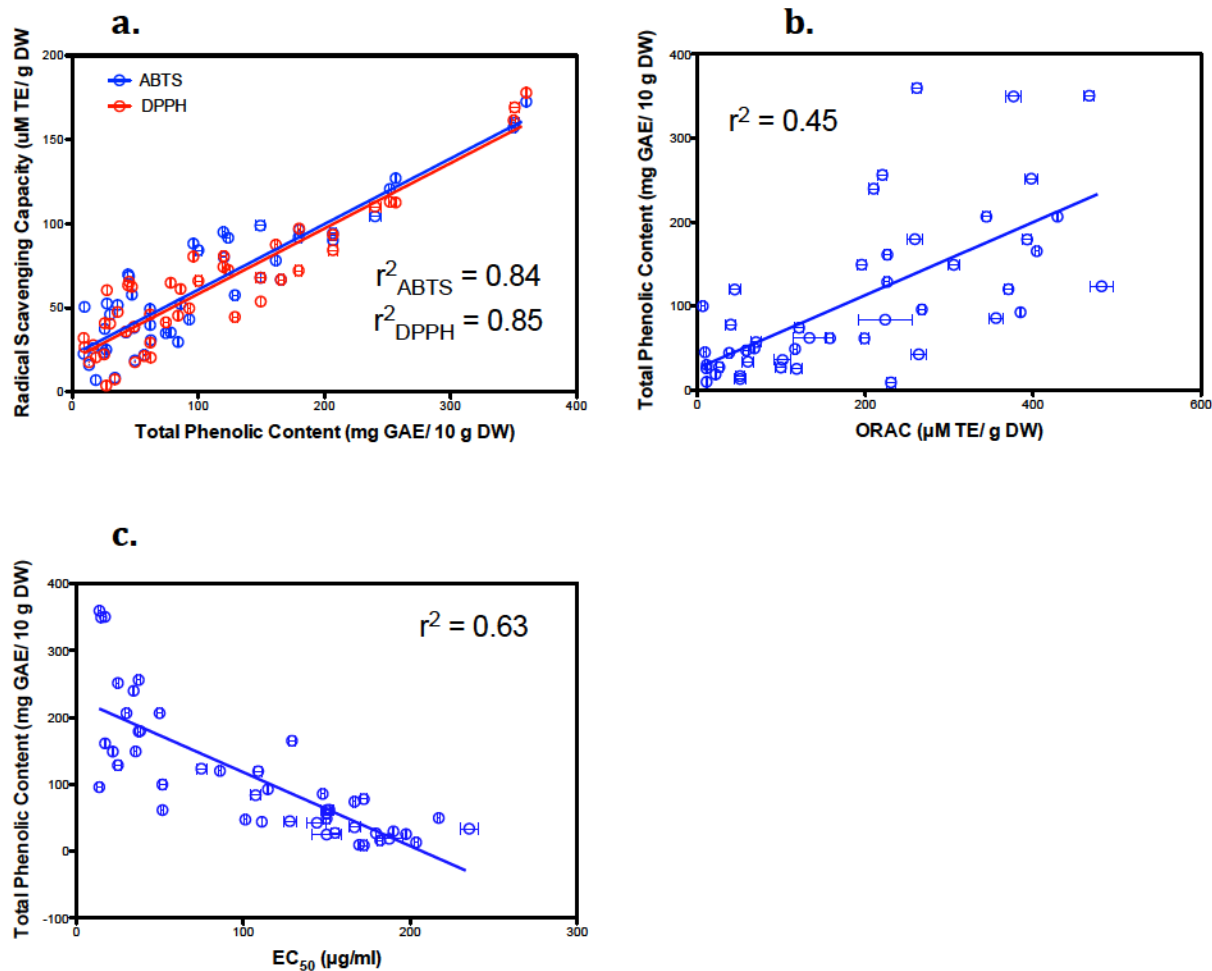 a.
Radical Scavenging Capacity (uM TE/ g DW)
200
150
100
50
0
ABTS
DPPH
r²ABTS = 0.84
r²DPPH = 0.85
0 100 200 300 400
Total Phenolic Content (mg GAE/ 10 g DW)
b.
Total Phenolic Content (mg GAE/ 10 g DW)
400
300
200
100
0
r² = 0.45
0 200 400 600
ORAC (µM TE/ g DW)
c.
Total Phenolic Content (mg GAE/ 10 g DW)
400
300
200
100
0
-100
r² = 0.63
0 100 200 300
EC₅₀ (µg/ml)